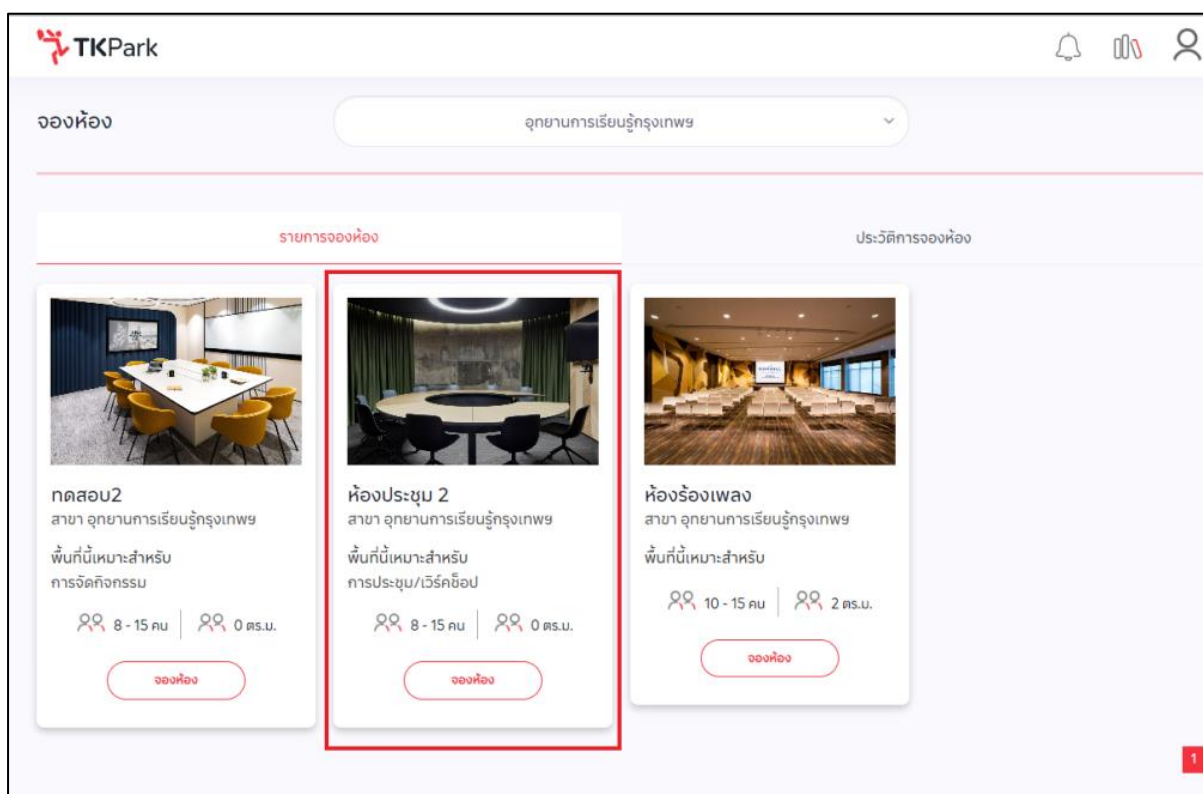 TKPark
จองห้อง
อุทยานการเรียนรู้กรุงเทพฯ
รายการจองห้อง
ประวัติการจองห้อง
ทดสอบ2
สาขา อุทยานการเรียนรู้กรุงเทพฯ
พื้นที่นี้เหมาะสำหรับ
การจัดกิจกรรม
8 - 15 คน
0 ตร.ม.
จองห้อง
ห้องประชุม 2
สาขา อุทยานการเรียนรู้กรุงเทพฯ
พื้นที่นี้เหมาะสำหรับ
การประชุม/เวิร์คช็อป
8 - 15 คน
0 ตร.ม.
จองห้อง
ห้องร้องเพลง
สาขา อุทยานการเรียนรู้กรุงเทพฯ
พื้นที่นี้เหมาะสำหรับ
10 - 15 คน
2 ตร.ม.
จองห้อง
1